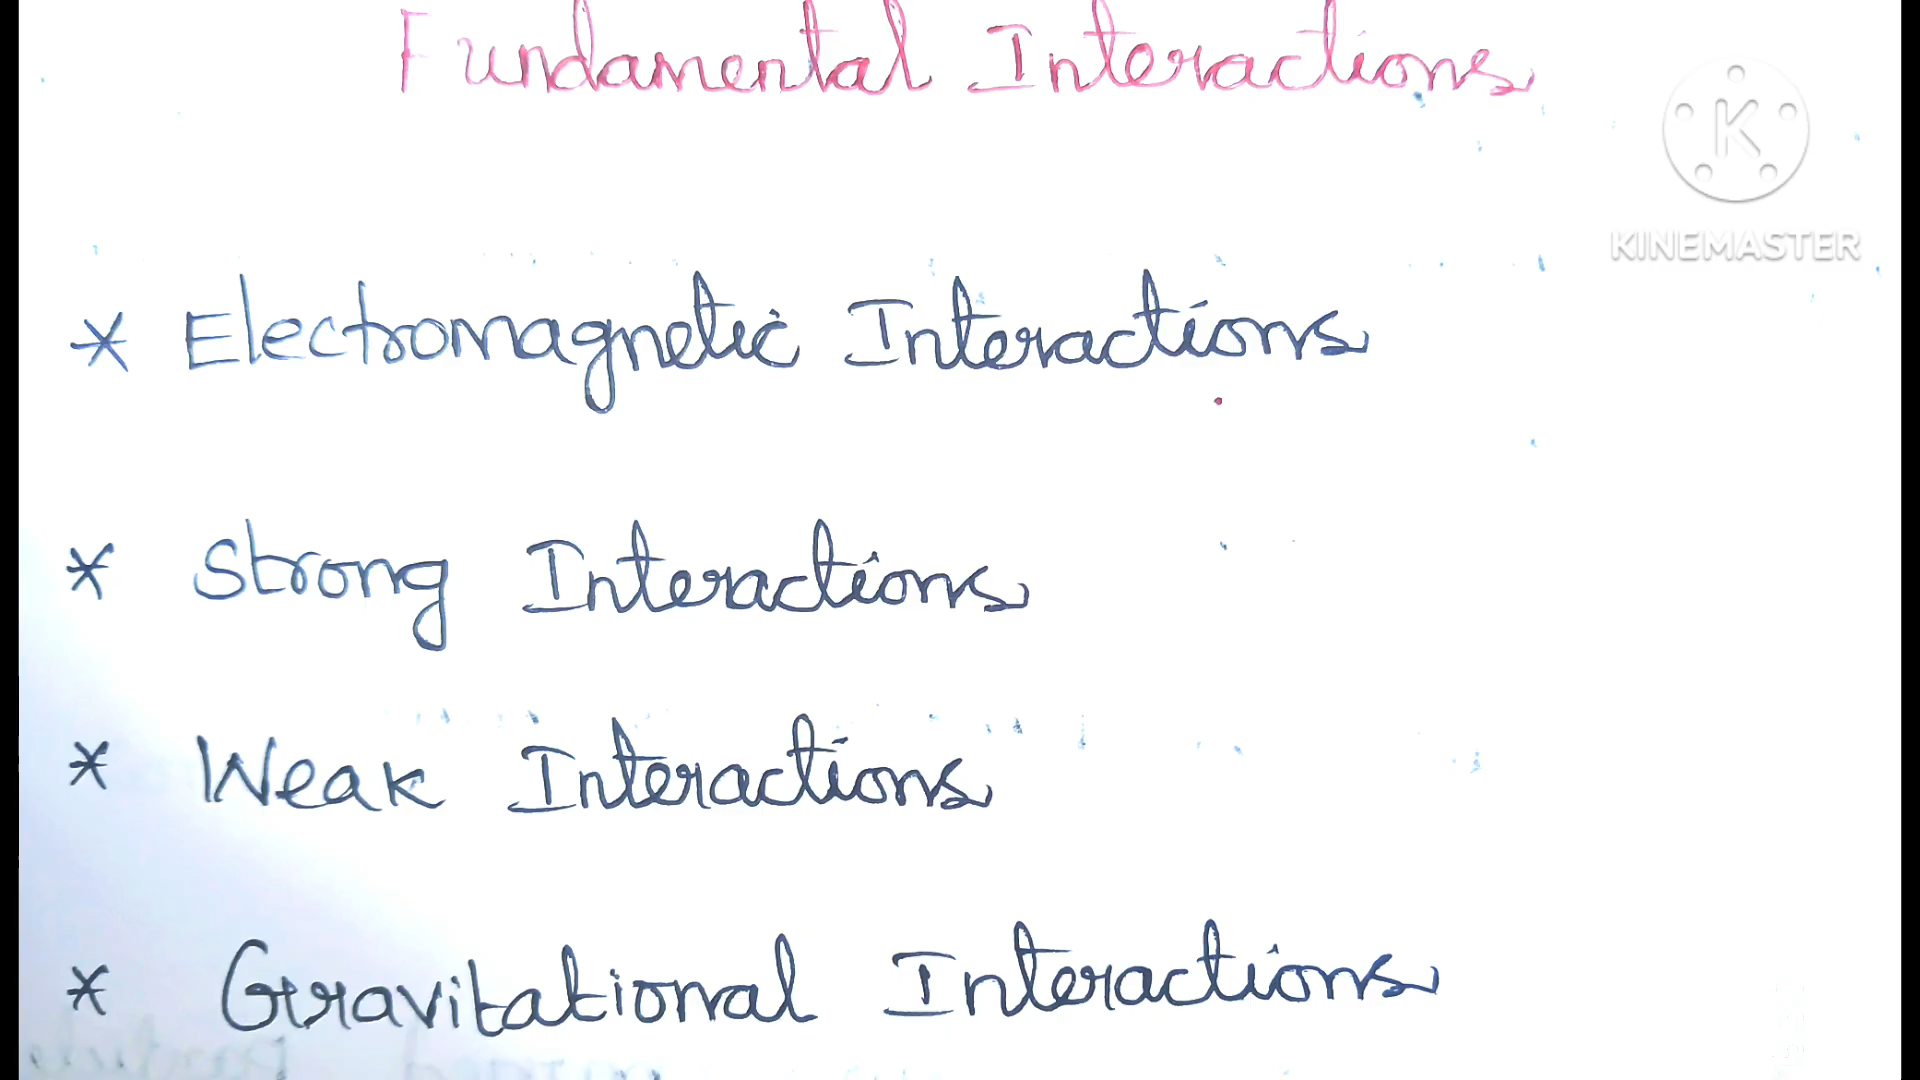 Fundamental Interactions
K
KINEMASTER
* Electromagnetic Interactions
* Strong Interactions
* Weak Interactions
* Gravitational Interactions